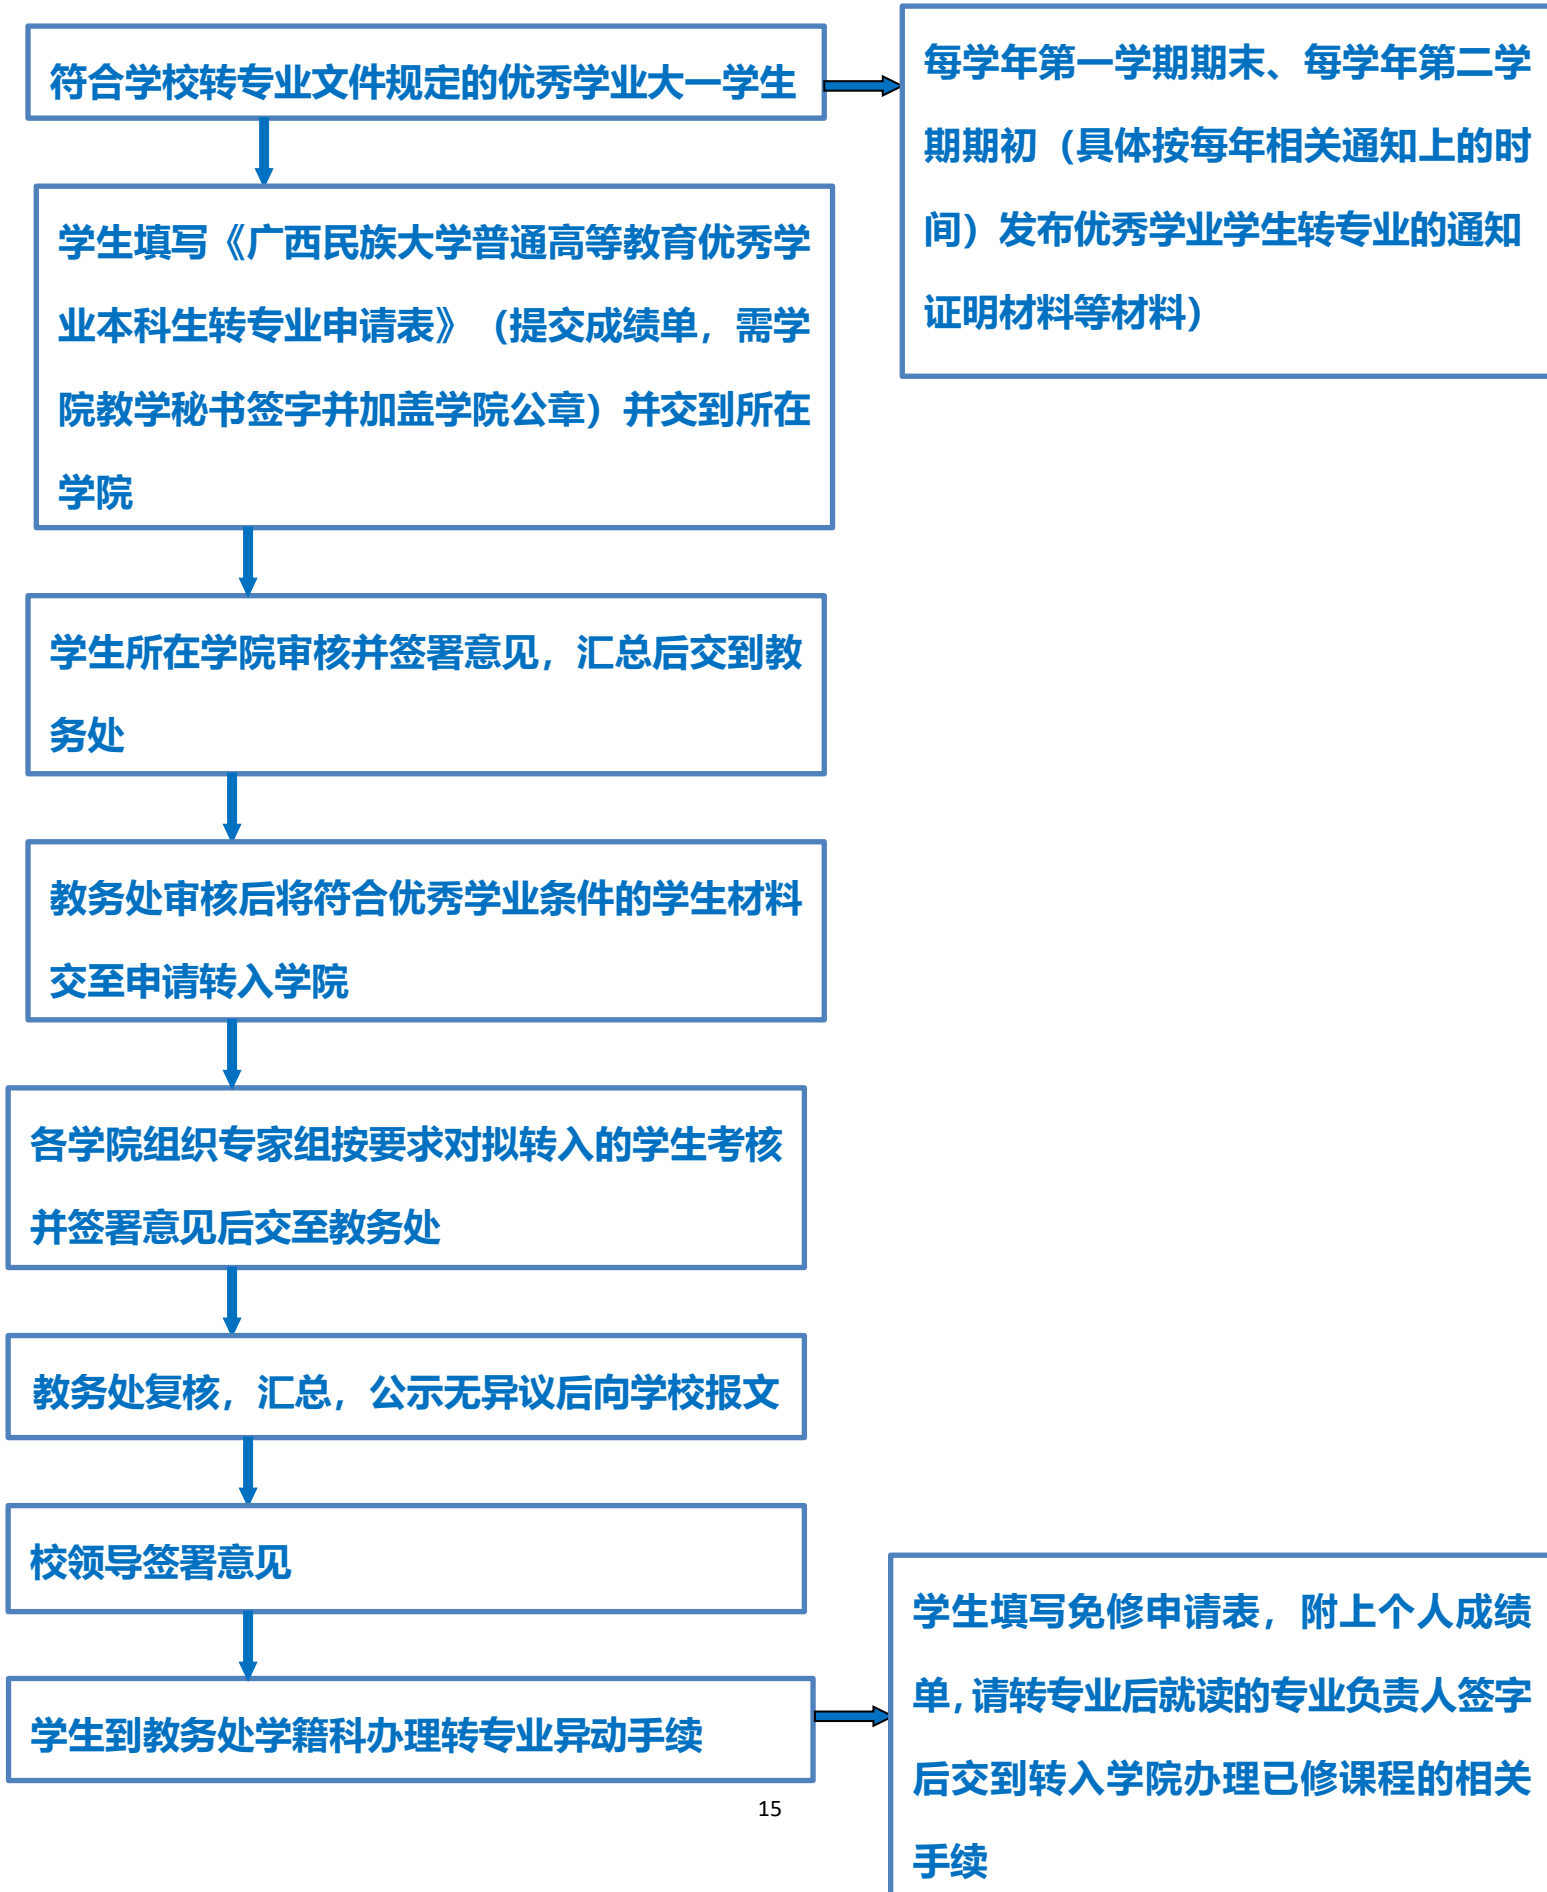 符合学校转专业文件规定的优秀学业大一学生
每学年第一学期期末、每学年第二学
期期初（具体按每年相关通知上的时
间）发布优秀学业学生转专业的通知
证明材料等材料）
学生填写《广西民族大学普通高等教育优秀学
业本科生转专业申请表》（提交成绩单，需学
院教学秘书签字并加盖学院公章）并交到所在
学院
学生所在学院审核并签署意见，汇总后交到教
务处
教务处审核后将符合优秀学业条件的学生材料
交至申请转入学院
各学院组织专家组按要求对拟转入的学生考核
并签署意见后交至教务处
教务处复核，汇总，公示无异议后向学校报文
校领导签署意见
学生到教务处学籍科办理转专业异动手续
学生填写免修申请表，附上个人成绩
单，请转专业后就读的专业负责人签字
后交到转入学院办理已修课程的相关
手续
15